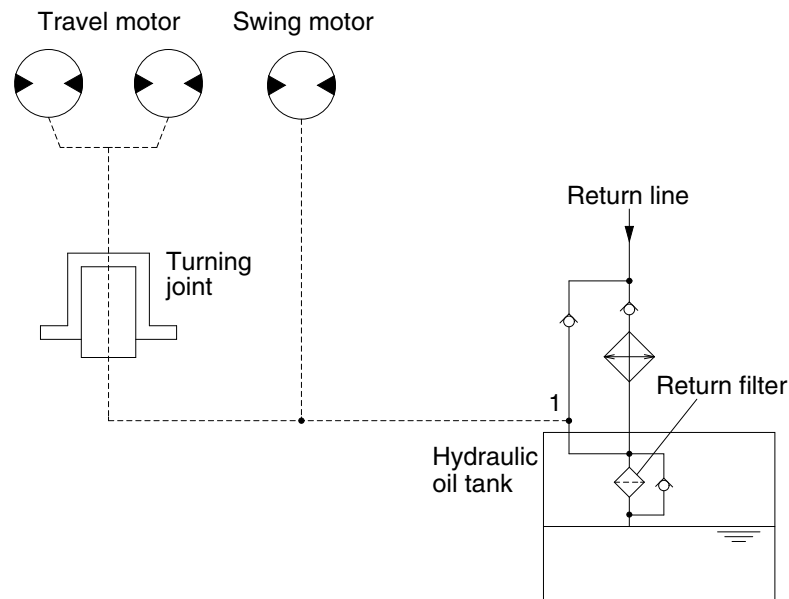 Travel motor
Swing motor
Return line
Turning
joint
1
Return filter
Hydraulic
oil tank